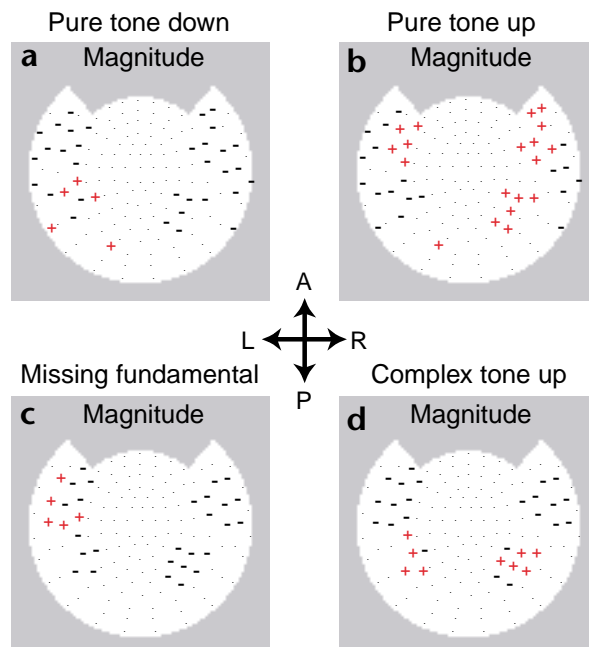 Pure tone down
Pure tone up
a Magnitude
b Magnitude
A
L R
P
Missing fundamental
Complex tone up
c Magnitude
d Magnitude